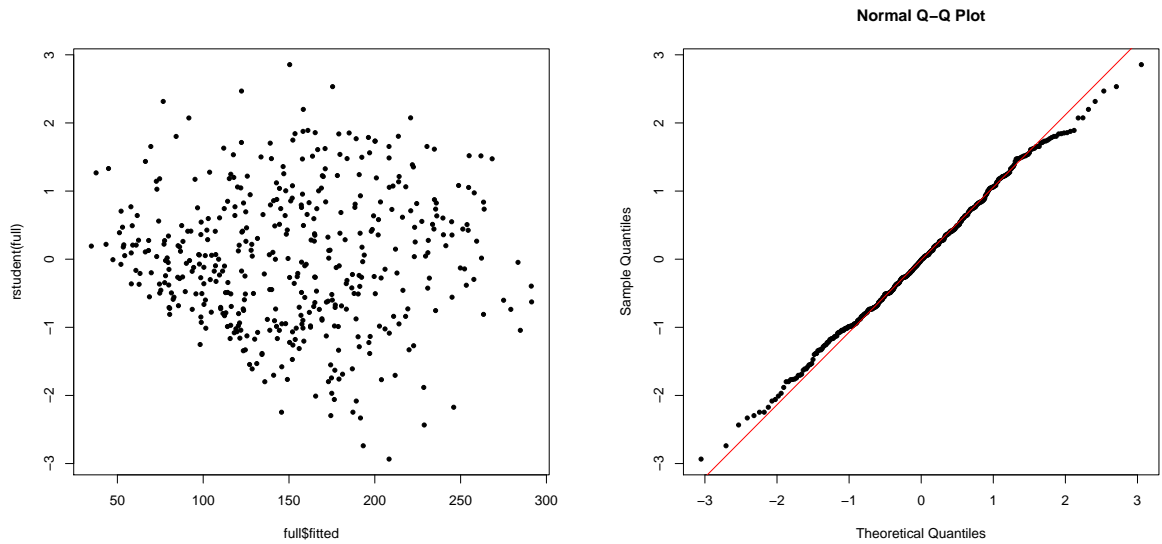 3
2
1
0
−1
−2
−3
rstudent(full)
50 100 150 200 250 300
full$fitted
Normal Q−Q Plot
3
2
1
0
−1
−2
−3
Sample Quantiles
−3 −2 −1 0 1 2 3
Theoretical Quantiles